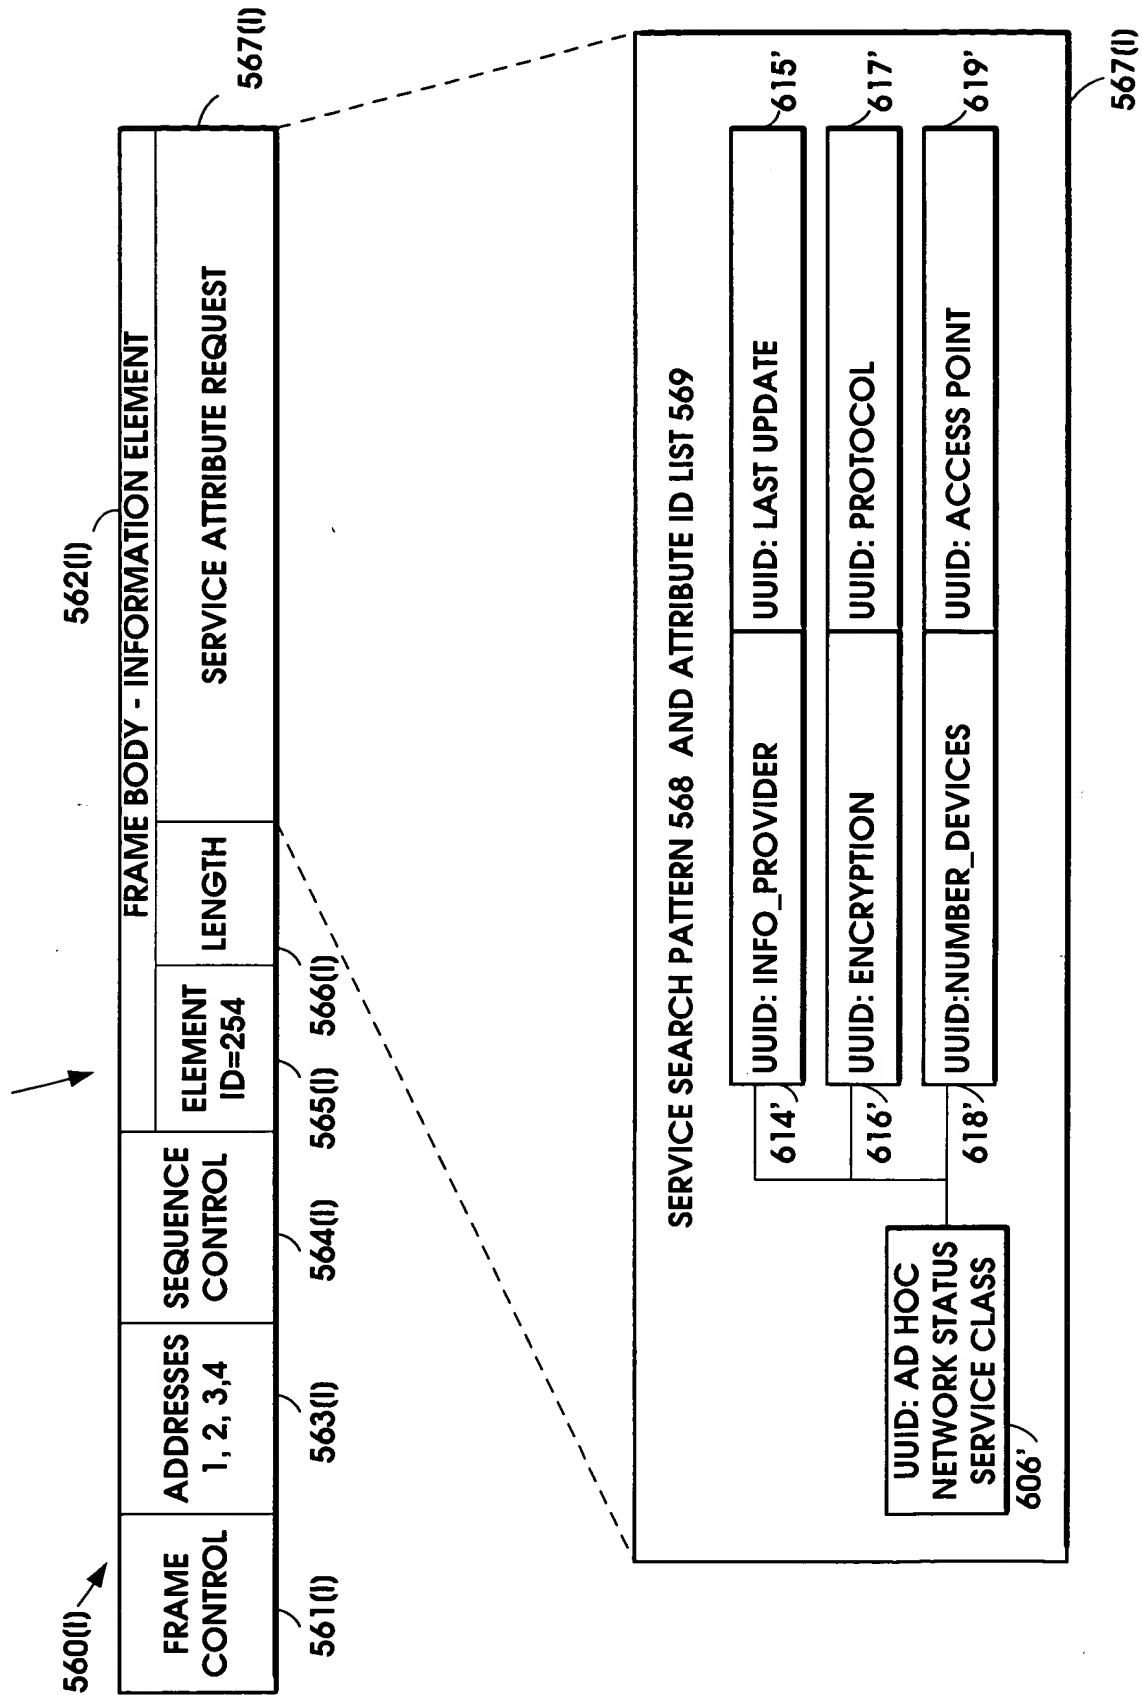 560(I)
562(I)
FRAME BODY - INFORMATION ELEMENT
FRAME
CONTROL
ADDRESSES
1, 2, 3,4
SEQUENCE
CONTROL
ELEMENT
ID=254
LENGTH
SERVICE ATTRIBUTE REQUEST
567(I)
561(I)
563(I)
564(I)
565(I)
566(I)
SERVICE SEARCH PATTERN 568 AND ATTRIBUTE ID LIST 569
UUID: INFO_PROVIDER
UUID: LAST UPDATE
614’
615’
UUID: ENCRYPTION
UUID: PROTOCOL
616’
617’
UUID:NUMBER_DEVICES
UUID: ACCESS POINT
618’
619’
UUID: AD HOC
NETWORK STATUS
SERVICE CLASS
606’
567(I)